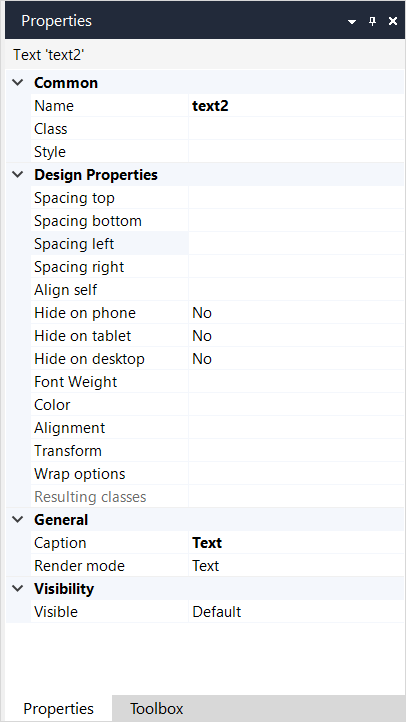 Properties
Text 'text2'
Common
Name text2
Class
Style
Design Properties
Spacing top
Spacing bottom
Spacing left
Spacing right
Align self
Hide on phone No
Hide on tablet No
Hide on desktop No
Font Weight
Color
Alignment
Transform
Wrap options
Resulting classes
General
Caption Text
Render mode Text
Visibility
Visible Default
Properties Toolbox